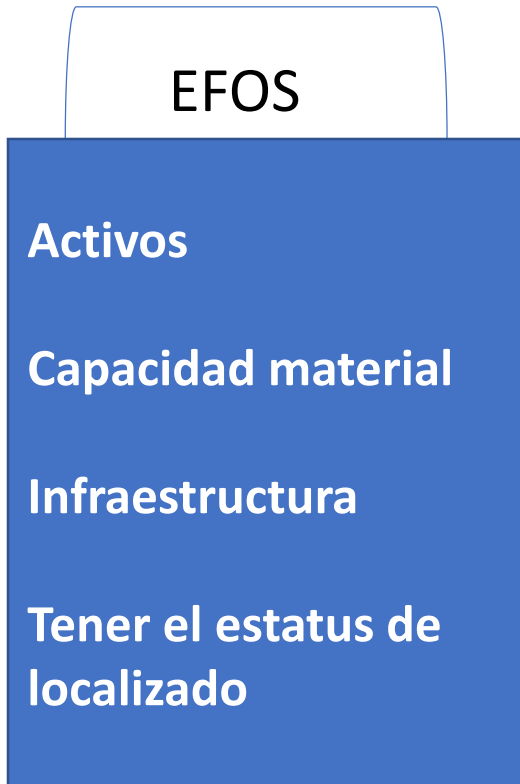 EFOS
Activos
Capacidad material
Infraestructura
Tener el estatus de
localizado